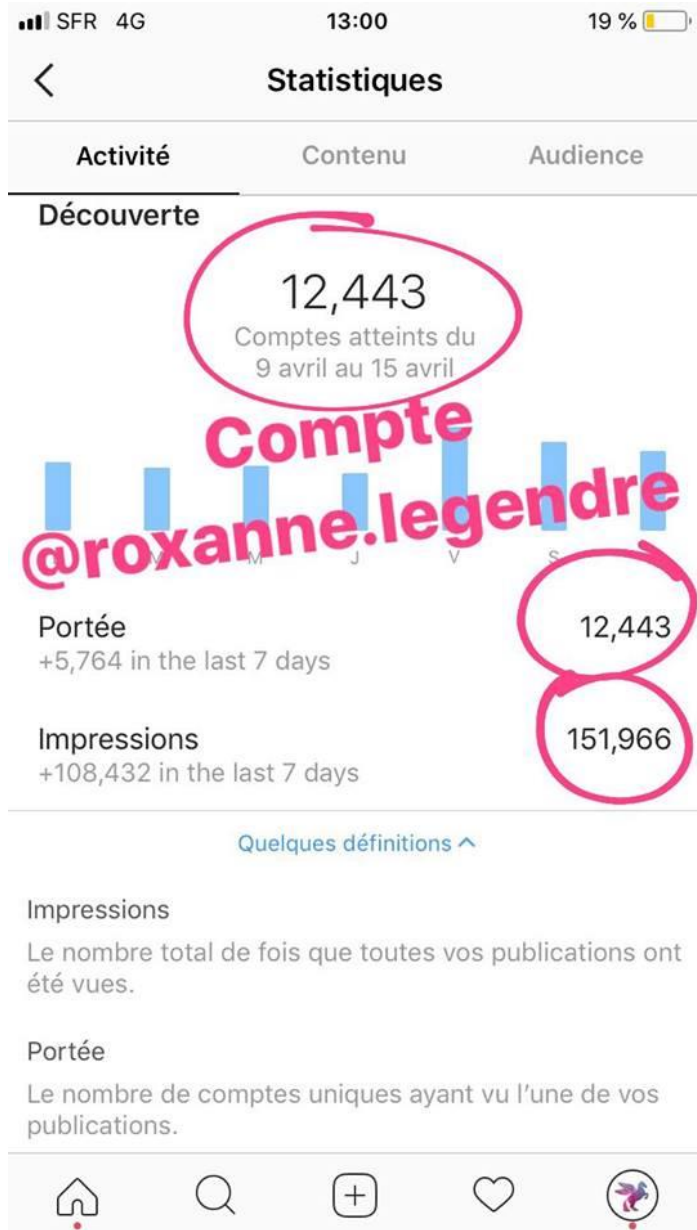 SFR 4G 13:00 19 %
Statistiques
Activité Contenu Audience
Découverte
12,443
Comptes atteints du
9 avril au 15 avril
Compte
@roxanne.legendre
M M J V S
Portée 12,443
+5,764 in the last 7 days
Impressions 151,966
+108,432 in the last 7 days
Quelques définitions
Impressions
Le nombre total de fois que toutes vos publications ont
été vues.
Portée
Le nombre de comptes uniques ayant vu l'une de vos
publications.